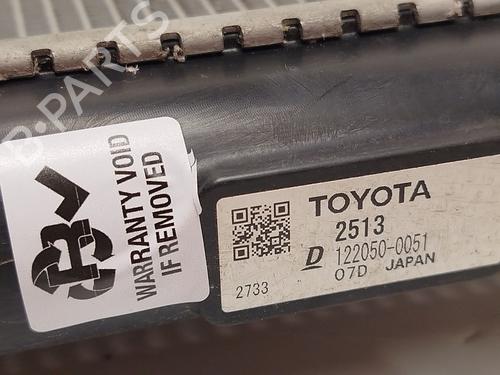 B-PARTS
WARRANTY VOID
IF REMOVED
TOYOTA
2513
D 122050-0051
07D JAPAN
2733